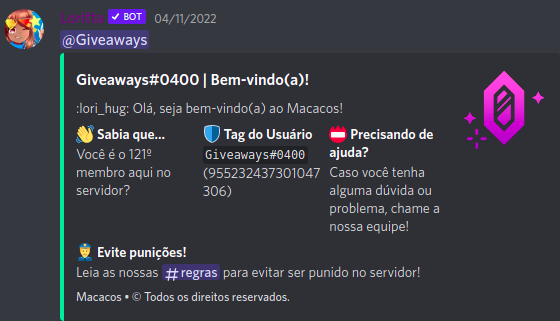 Loritta BOT 04/11/2022
@Giveaways
Giveaways#0400 | Bem-vindo(a)!
:lori_hug: Olá, seja bem-vindo(a) ao Macacos!
Sabia que...
Você é o 121º
membro aqui no
servidor?
Tag do Usuário
Giveaways#0400
(955232437301047
306)
Precisando de
ajuda?
Caso você tenha
alguma dúvida ou
problema, chame a
nossa equipe!
Evite punições!
Leia as nossas #regras para evitar ser punido no servidor!
Macacos • © Todos os direitos reservados.